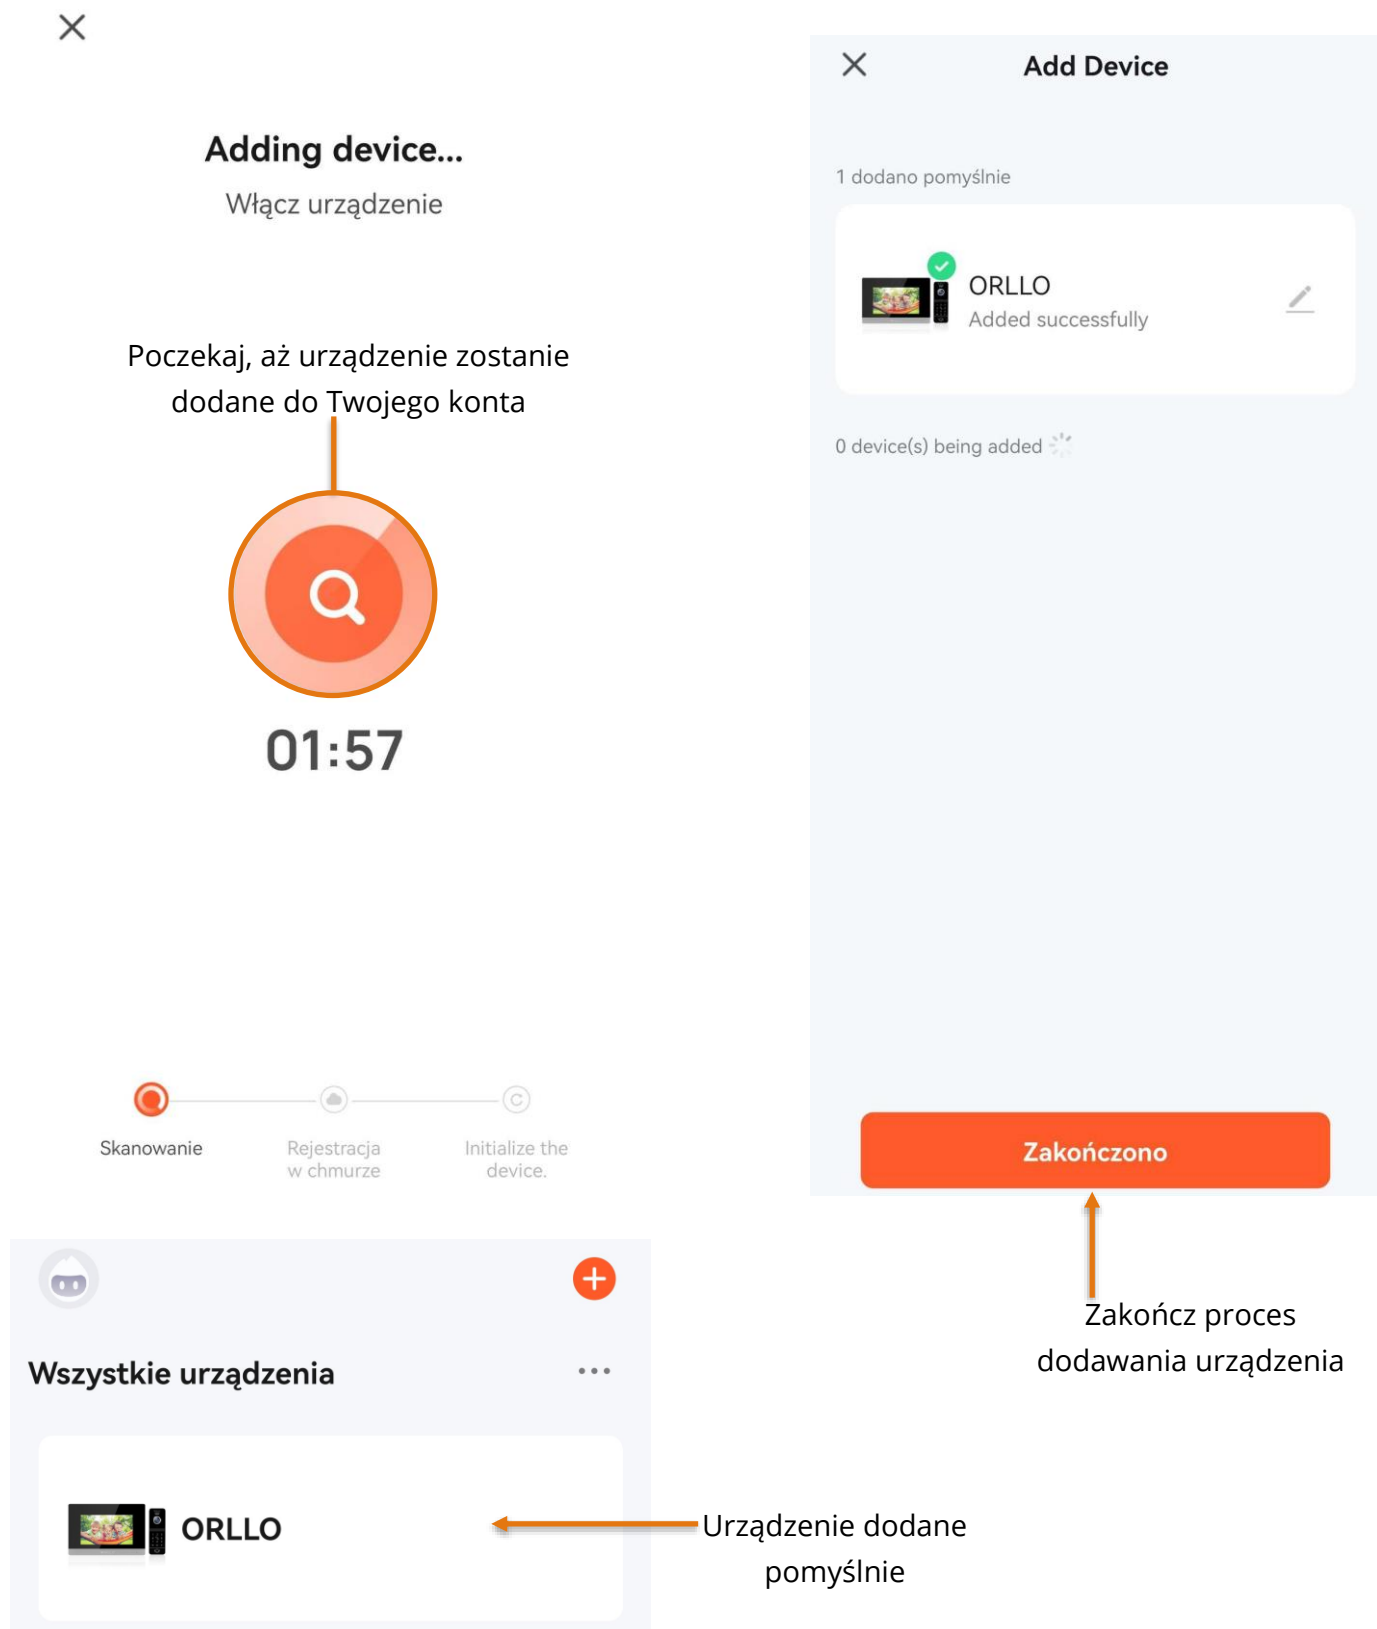 Adding device...
Włącz urządzenie
Poczekaj, aż urządzenie zostanie
dodane do Twojego konta
01:57
Skanowanie
Rejestracja
w chmurze
Initialize the
device.
Add Device
1 dodano pomyślnie
ORLLO
Added successfully
0 device(s) being added
Zakończono
Zakończ proces
dodawania urządzenia
Wszystkie urządzenia
ORLLO
Urządzenie dodane
pomyślnie